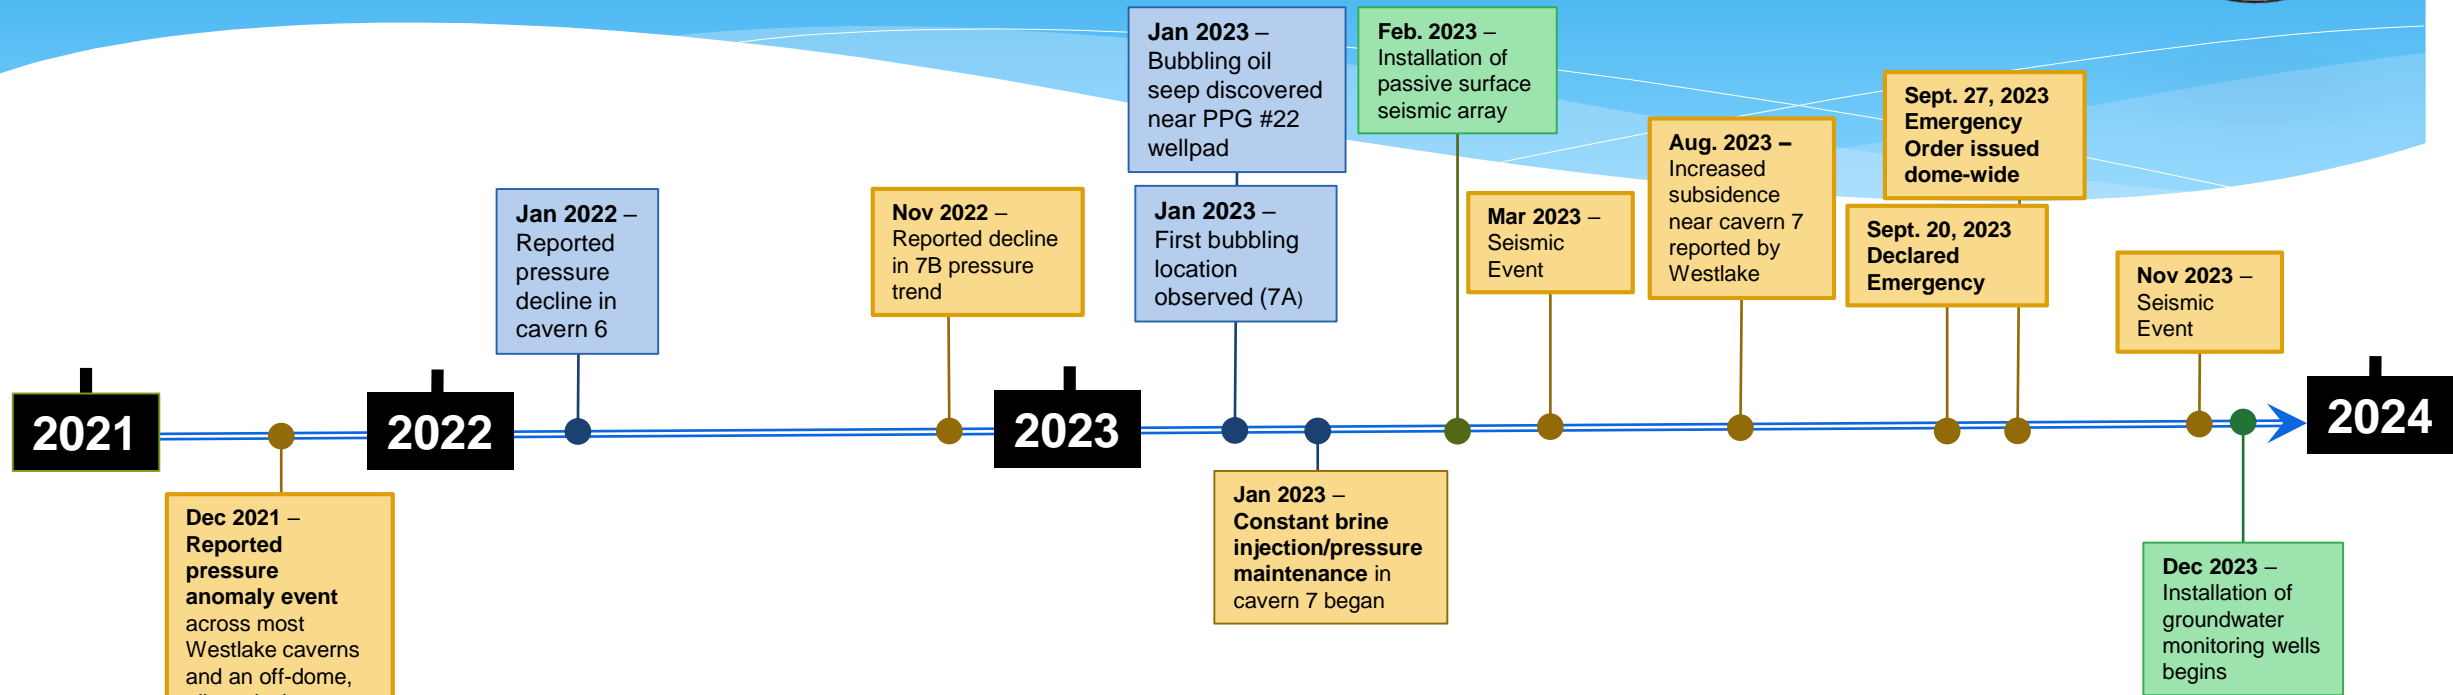 Jan 2023 –
Bubbling oil
seep discovered
near PPG #22
wellpad
Feb. 2023 –
Installation of
passive surface
seismic array
Sept. 27, 2023
Emergency
Order issued
dome-wide
Aug. 2023 –
Increased
subsidence
near cavern 7
reported by
Westlake
Jan 2022 –
Reported
pressure
decline in
cavern 6
Nov 2022 –
Reported decline
in 7B pressure
trend
Jan 2023 –
First bubbling
location
observed (7A)
Mar 2023 –
Seismic
Event
Sept. 20, 2023
Declared
Emergency
Nov 2023 –
Seismic
Event
2021
2022
2023
2024
Dec 2021 –
Reported
pressure
anomaly event
across most
Westlake caverns
and an off-dome,
Jan 2023 –
Constant brine
injection/pressure
maintenance in
cavern 7 began
Dec 2023 –
Installation of
groundwater
monitoring wells
begins